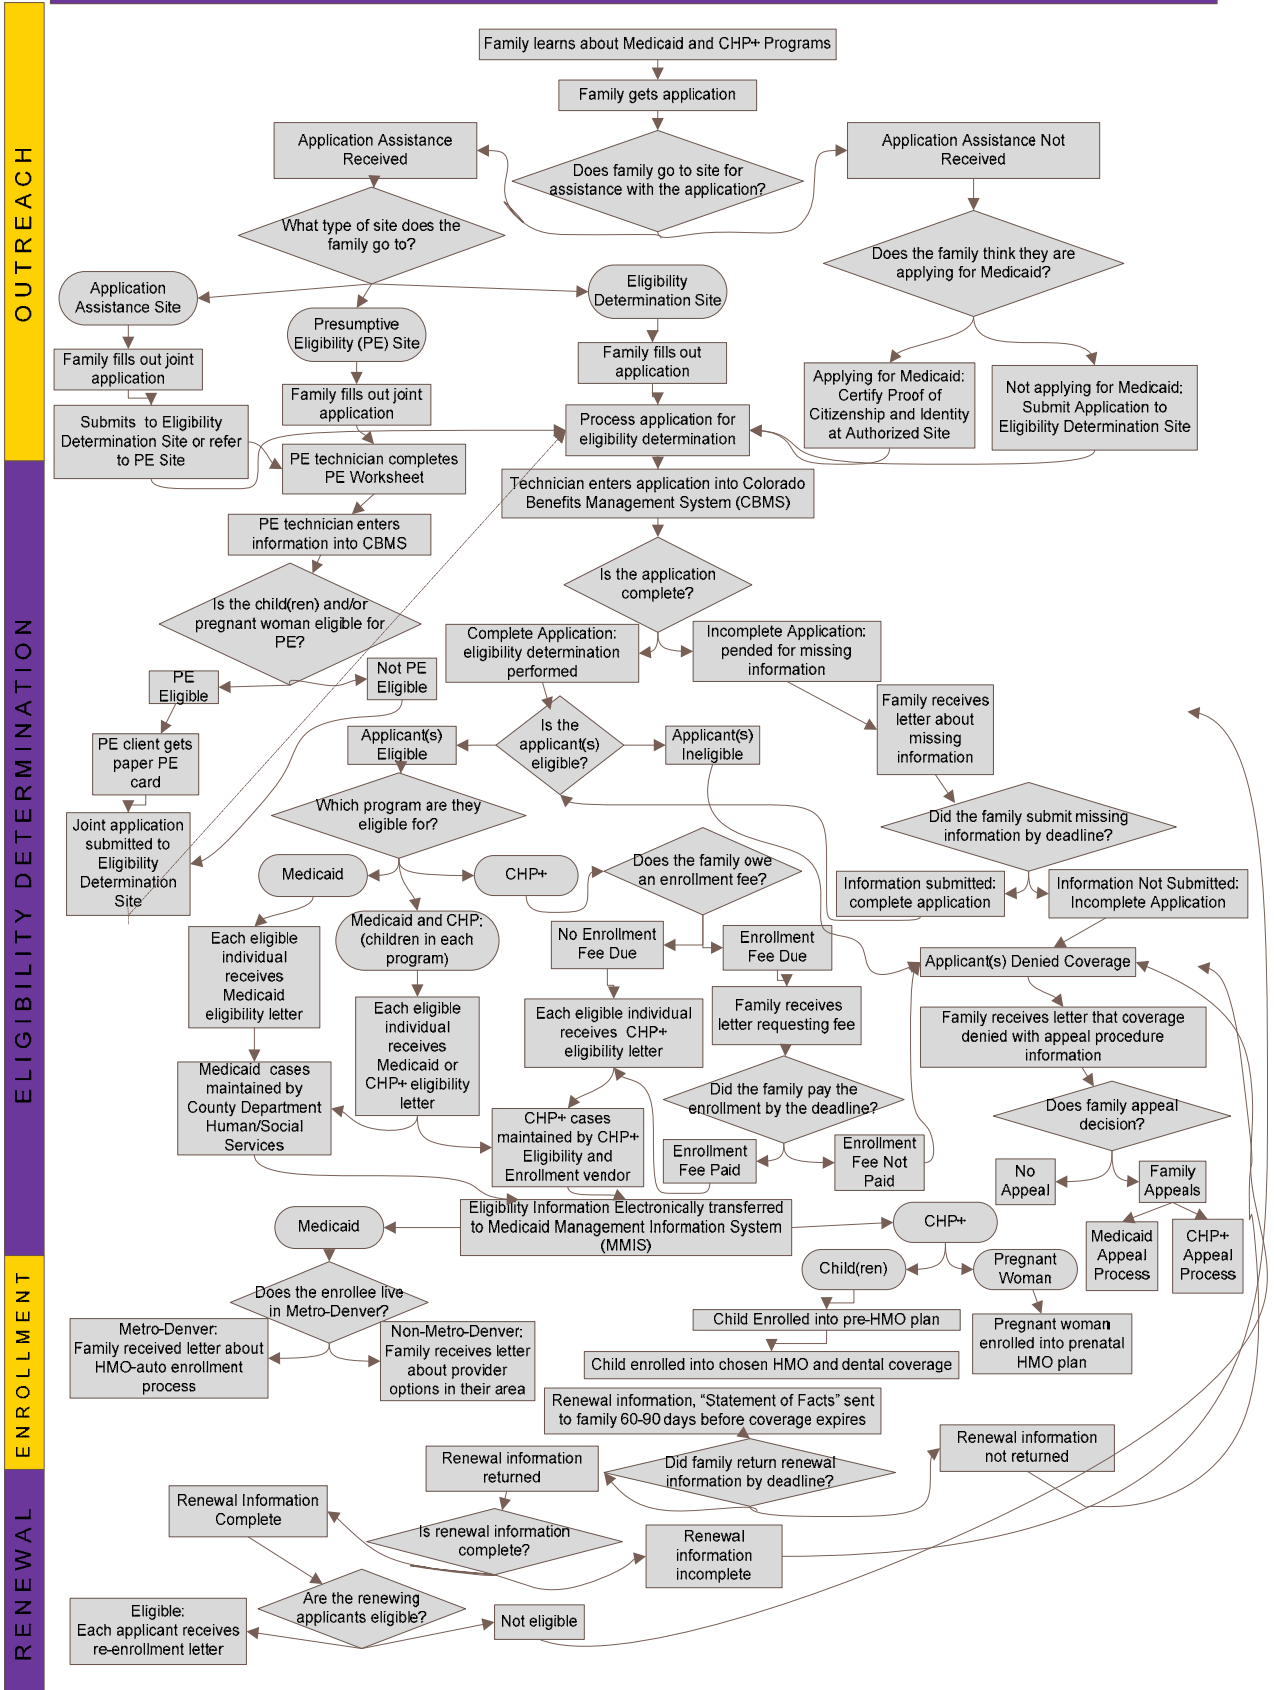 OUTREACH
ELIGIBILITY DETERMINATION
ENROLLMENT
RENEWAL
Family learns about Medicaid and CHP+ Programs
Family gets application
Does family go to site for
assistance with the application?
Application Assistance
Received
Application Assistance Not
Received
What type of site does the
family go to?
Does the family think they are
applying for Medicaid?
Application
Assistance Site
Presumptive
Eligibility (PE) Site
Eligibility
Determination Site
Family fills out joint
application
Family fills out joint
application
Family fills out
application
Applying for Medicaid:
Certify Proof of
Citizenship and Identity
at Authorized Site
Not applying for Medicaid:
Submit Application to
Eligibility Determination Site
Submits to Eligibility
Determination Site or refer
to PE Site
PE technician completes
PE Worksheet
Process application for
eligibility determination
Technician enters application into Colorado
Benefits Management System (CBMS)
PE technician enters
information into CBMS
Is the application
complete?
Is the child(ren) and/or
pregnant woman eligible for
PE?
Complete Application:
eligibility determination
performed
Incomplete Application:
pended for missing
information
PE
Eligible
Not PE
Eligible
Family receives
letter about
missing
information
PE client gets
paper PE
card
Applicant(s)
Eligible
Is the
applicant(s)
eligible?
Applicant(s)
Ineligible
Joint application
submitted to
Eligibility
Determination
Site
Which program are they
eligible for?
Did the family submit missing
information by deadline?
Medicaid
CHP+
Does the family owe
an enrollment fee?
Information submitted:
complete application
Information Not Submitted:
Incomplete Application
Medicaid and CHP:
(children in each
program)
Each eligible
individual
receives
Medicaid
eligibility letter
No Enrollment
Fee Due
Enrollment
Fee Due
Applicant(s) Denied Coverage
Each eligible
individual
receives
Medicaid or
CHP+ eligibility
letter
Each eligible individual
receives CHP+
eligibility letter
Family receives
letter requesting fee
Family receives letter that coverage
denied with appeal procedure
information
Medicaid cases
maintained by
County Department
Human/Social
Services
CHP+ cases
maintained by CHP+
Eligibility and
Enrollment vendor
Did the family pay the
enrollment by the deadline?
Does family appeal
decision?
Enrollment
Fee Paid
Enrollment
Fee Not
Paid
No
Appeal
Family
Appeals
Medicaid
Appeal
Process
CHP+
Appeal
Process
Eligibility Information Electronically transferred
to Medicaid Management Information System
(MMIS)
Medicaid
CHP+
Child(ren)
Pregnant
Woman
Does the enrollee live
in Metro-Denver?
Child Enrolled into pre-HMO plan
Pregnant woman
enrolled into prenatal
HMO plan
Metro-Denver:
Family received letter about
HMO-auto enrollment
process
Non-Metro-Denver:
Family receives letter
about provider
options in their area
Child enrolled into chosen HMO and dental coverage
Renewal information, “Statement of Facts” sent
to family 60-90 days before coverage expires
Renewal information
returned
Did family return renewal
information by deadline?
Renewal information
not returned
Renewal Information
Complete
Is renewal information
complete?
Renewal
information
incomplete
Are the renewing
applicants eligible?
Eligible:
Each applicant receives
re-enrollment letter
Not eligible